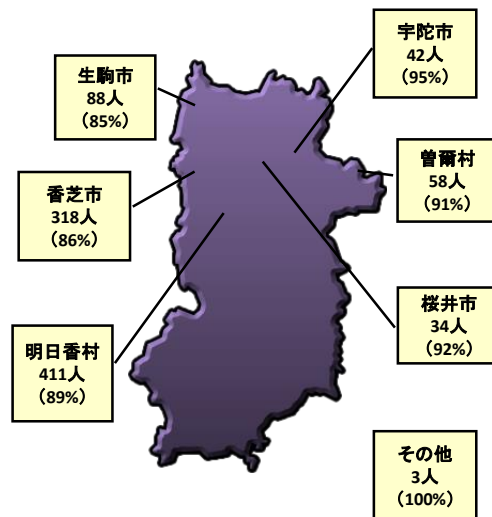 宇陀市
42人
（95%）
生駒市
88人
（85%）
曽爾村
58人
（91%）
香芝市
318人
（86%）
桜井市
34人
（92%）
明日香村
411人
（89%）
その他
3人
（100%）